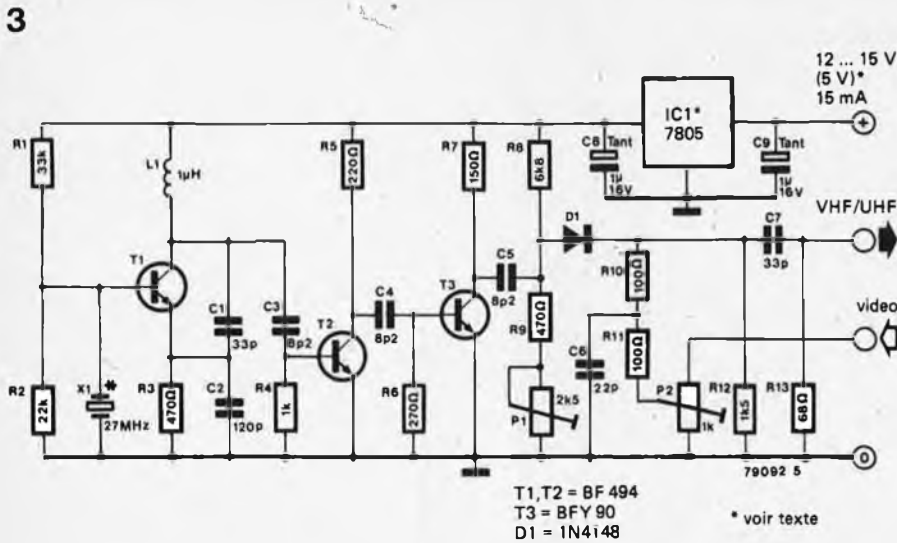 3
12 ... 15 V
(5 V)*
15 mA
IC1*
7805
C8 Tant
1µ
16V
C9 Tant
1µ
16V
R1
33k
L1
1µH
R5
220Ω
R7
150Ω
R8
6k8
VHF/UHF
C7
33p
D1
T1
C1
33p
C3
8p2
T2
C4
8p2
T3
C5
8p2
R9
470Ω
R10
100Ω
R11
100Ω
C6
22p
video
R2
22k
X1
*
27MHz
R3
470Ω
C2
120p
R4
1k
R6
270Ω
P1
2k5
P2
1k
R12
1k5
R13
68Ω
79092 5
T1,T2 = BF 494
T3 = BFY 90
D1 = 1N4148
* voir texte